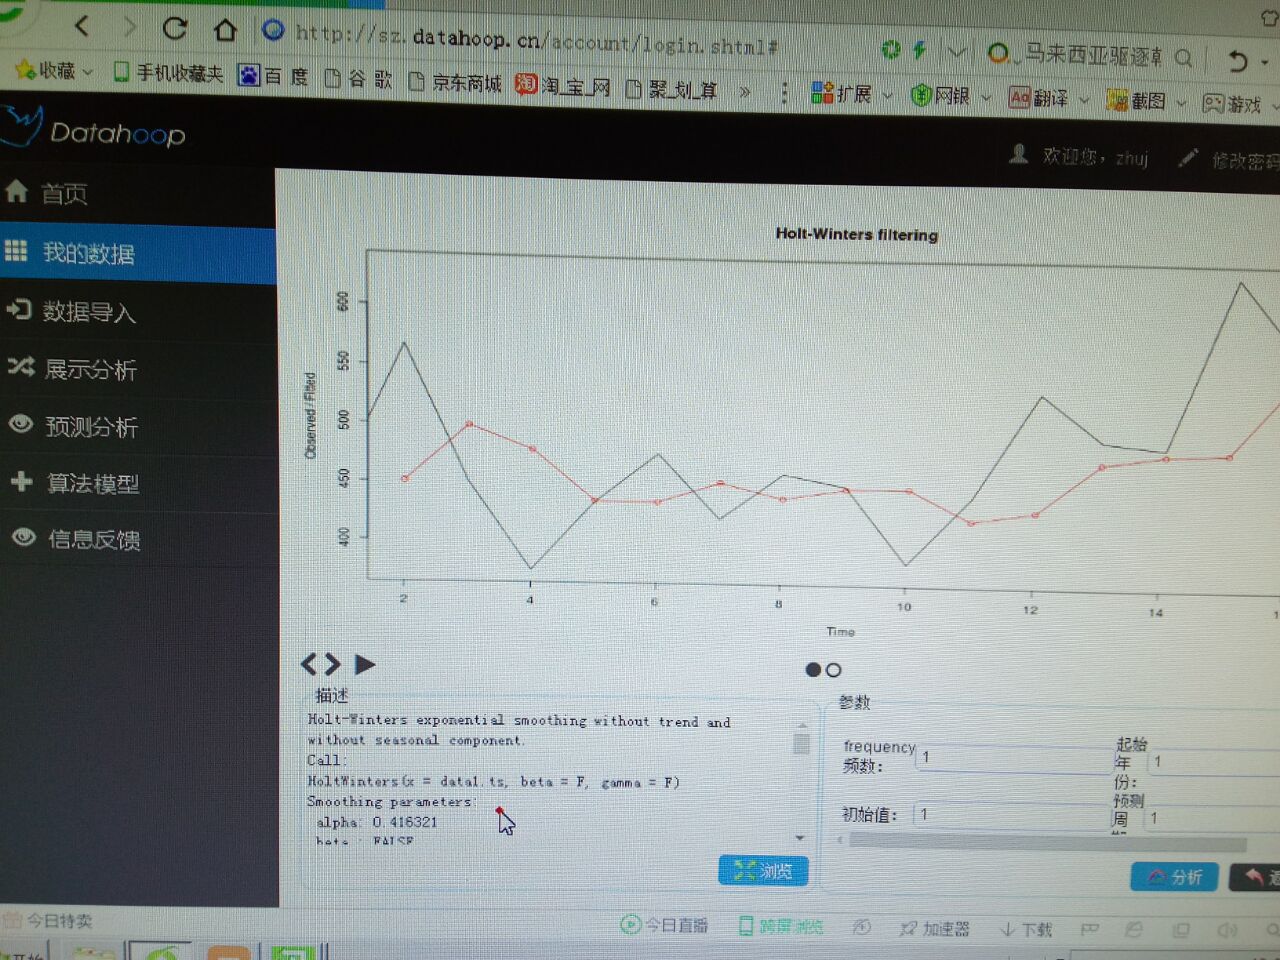 http://sz.datahoop.cn/account/login.shtml#
马来西亚驱逐
收藏 手机收藏夹 百 度 谷 歌 京东商城 淘_宝_网 聚_划_算 » 扩展 网银 翻译 截图 游戏
Datahoop
欢迎您，zhuj 修改密码
首页
我的数据
数据导入
展示分析
预测分析
算法模型
信息反馈
Holt-Winters filtering
Observed / Fitted
600
550
500
450
400
2 4 6 8 10 12 14
Time
描述
Holt-Winters exponential smoothing without trend and
without seasonal component.
Call:
HoltWinters(x = data1.ts, beta = F, gamma = F)
Smoothing parameters:
alpha: 0.416321
beta : FALSE
浏览
参数
frequency
频数: 1
起始
年
份: 1
初始值: 1
预测
周
1
分析
今日特卖
今日直播 跨屏浏览 加速器 下载
开始